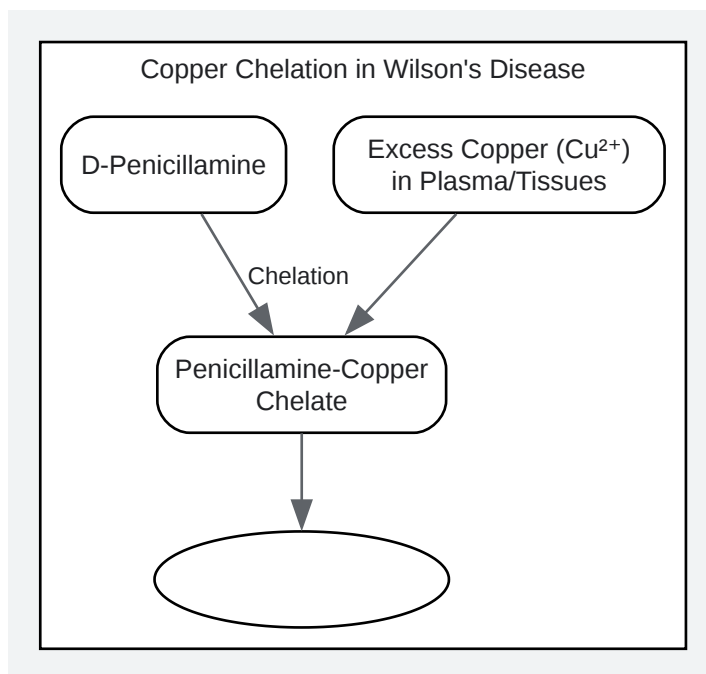 Copper Chelation in Wilson's Disease
D-Penicillamine
Excess Copper (Cu²⁺)
in Plasma/Tissues
Chelation
Penicillamine-Copper
Chelate